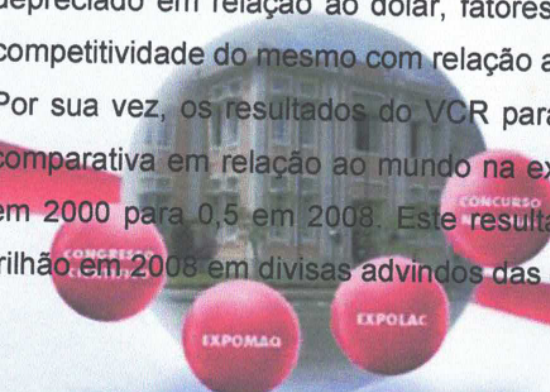 depreciado em relação ao dólar, fatores
competitividade do mesmo com relação a
Por sua vez, os resultados do VCR para
comparativa em relação ao mundo na ex
em 2000 para 0,5 em 2008. Este resulta
rilhão em 2008 em divisas advindos das
CONCURSO
CONGRESSO
EXPOMAQ
EXPOLAC